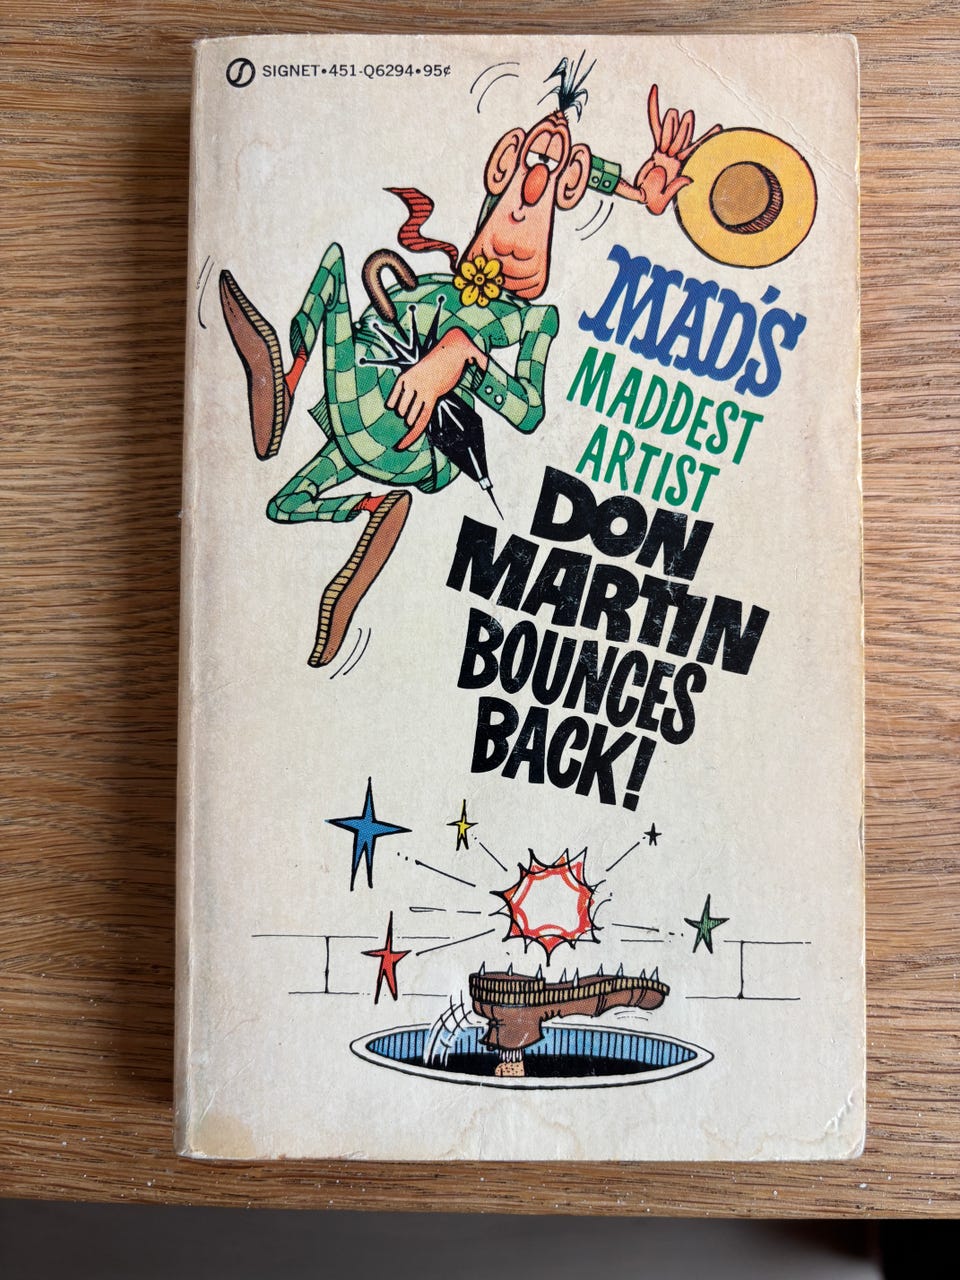 SIGNET•451-Q6294•95¢
MAD'S
MADDEST
ARTIST
DON
MARTIN
BOUNCES
BACK!